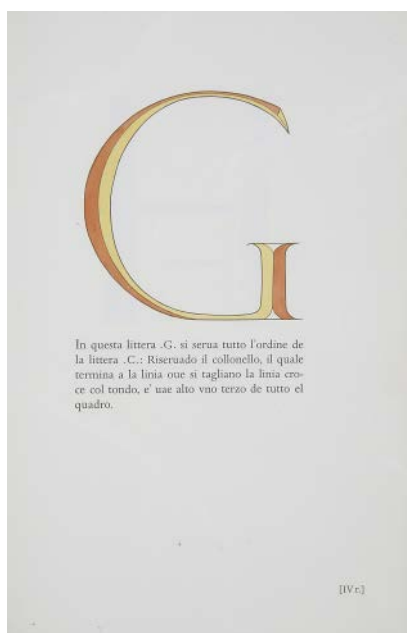 G
In questa littera .G. si serua tutto l'ordine de
la littera .C.: Riseruado il collonello, il quale
termina a la linia oue si tagliano la linia cro-
ce col tondo, e' uae alto vno terzo de tutto el
quadro.
[IV r.]